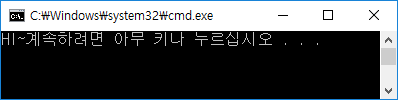 C:₩Windows₩system32₩cmd.exe
HI~계속하려면 아무 키나 누르십시오 . . .